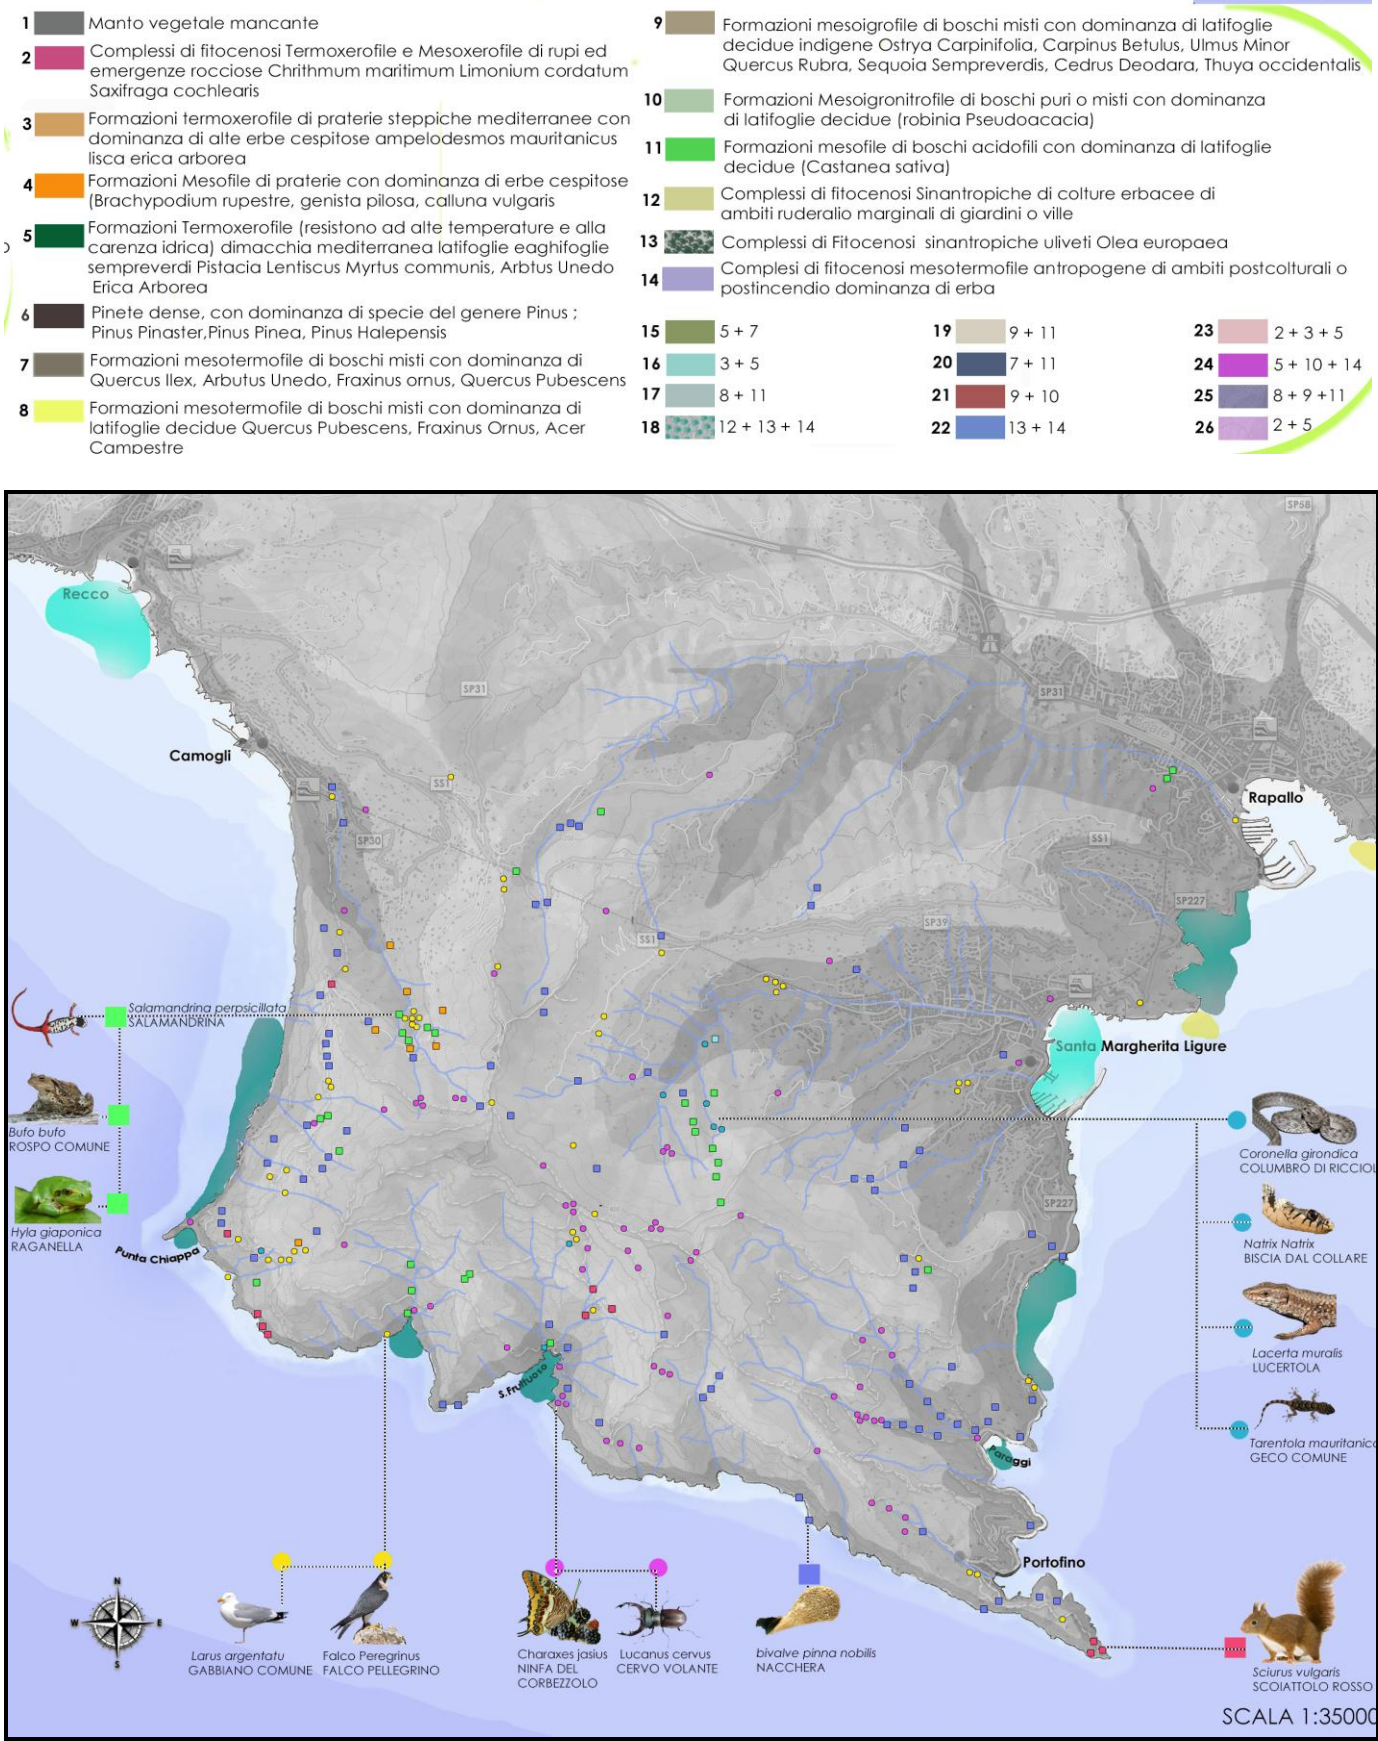 1 Manto vegetale mancante
2 Complessi di fitocenosi Termoxerofile e Mesoxerofile di rupi ed
emergenze rocciose Chrithmum maritimum Limonium cordatum
Saxifraga cochlearis
3 Formazioni termoxerofile di praterie steppiche mediterranee con
dominanza di alte erbe cespitose ampelodesmos mauritanicus
lisca erica arborea
4 Formazioni Mesofile di praterie con dominanza di erbe cespitose
(Brachypodium rupestre, genista pilosa, calluna vulgaris
5 Formazioni Termoxerofile (resistono ad alte temperature e alla
carenza idrica) dimacchia mediterranea latifoglie eaghifoglie
sempreverdi Pistacia Lentiscus Myrtus communis, Arbtus Unedo
Erica Arborea
6 Pinete dense, con dominanza di specie del genere Pinus ;
Pinus Pinaster,Pinus Pinea, Pinus Halepensis
7 Formazioni mesotermofile di boschi misti con dominanza di
Quercus Ilex, Arbutus Unedo, Fraxinus ornus, Quercus Pubescens
8 Formazioni mesotermofile di boschi misti con dominanza di
latifoglie decidue Quercus Pubescens, Fraxinus Ornus, Acer
Campestre
9 Formazioni mesoigrofile di boschi misti con dominanza di latifoglie
decidue indigene Ostrya Carpinifolia, Carpinus Betulus, Ulmus Minor
Quercus Rubra, Sequoia Sempreverdis, Cedrus Deodara, Thuya occidentalis
10 Formazioni Mesoigronitrofile di boschi puri o misti con dominanza
di latifoglie decidue (robinia Pseudoacacia)
11 Formazioni mesofile di boschi acidofili con dominanza di latifoglie
decidue (Castanea sativa)
12 Complessi di fitocenosi Sinantropiche di colture erbacee di
ambiti ruderalio marginali di giardini o ville
13 Complessi di Fitocenosi sinantropiche uliveti Olea europaea
14 Complesi di fitocenosi mesotermofile antropogene di ambiti postcolturali o
postincendio dominanza di erba
15 5 + 7
16 3 + 5
17 8 + 11
18 12 + 13 + 14
19 9 + 11
20 7 + 11
21 9 + 10
22 13 + 14
23 2 + 3 + 5
24 5 + 10 + 14
25 8 + 9 +11
26 2 + 5
SP58
Recco
SP31
SP31
Camogli
SS1
Rapallo
SP30
SS1
SP227
SP39
SS1
Salamandrina perpsicillata
SALAMANDRINA
Santa Margherita Ligure
Bufo bufo
ROSPO COMUNE
Coronella girondica
COLUMBRO DI RICCIOL
Hyla giaponica
RAGANELLA
SP227
Punta Chiappa
Natrix Natrix
BISCIA DAL COLLARE
Lacerta muralis
LUCERTOLA
S.Fruttuoso
Tarentola mauritanica
GECO COMUNE
Paraggi
Portofino
Larus argentatu
GABBIANO COMUNE
Falco Peregrinus
FALCO PELLEGRINO
Charaxes jasius
NINFA DEL
CORBEZZOLO
Lucanus cervus
CERVO VOLANTE
bivalve pinna nobilis
NACCHERA
Sciurus vulgaris
SCOIATTOLO ROSSO
N
W E
S
SCALA 1:35000